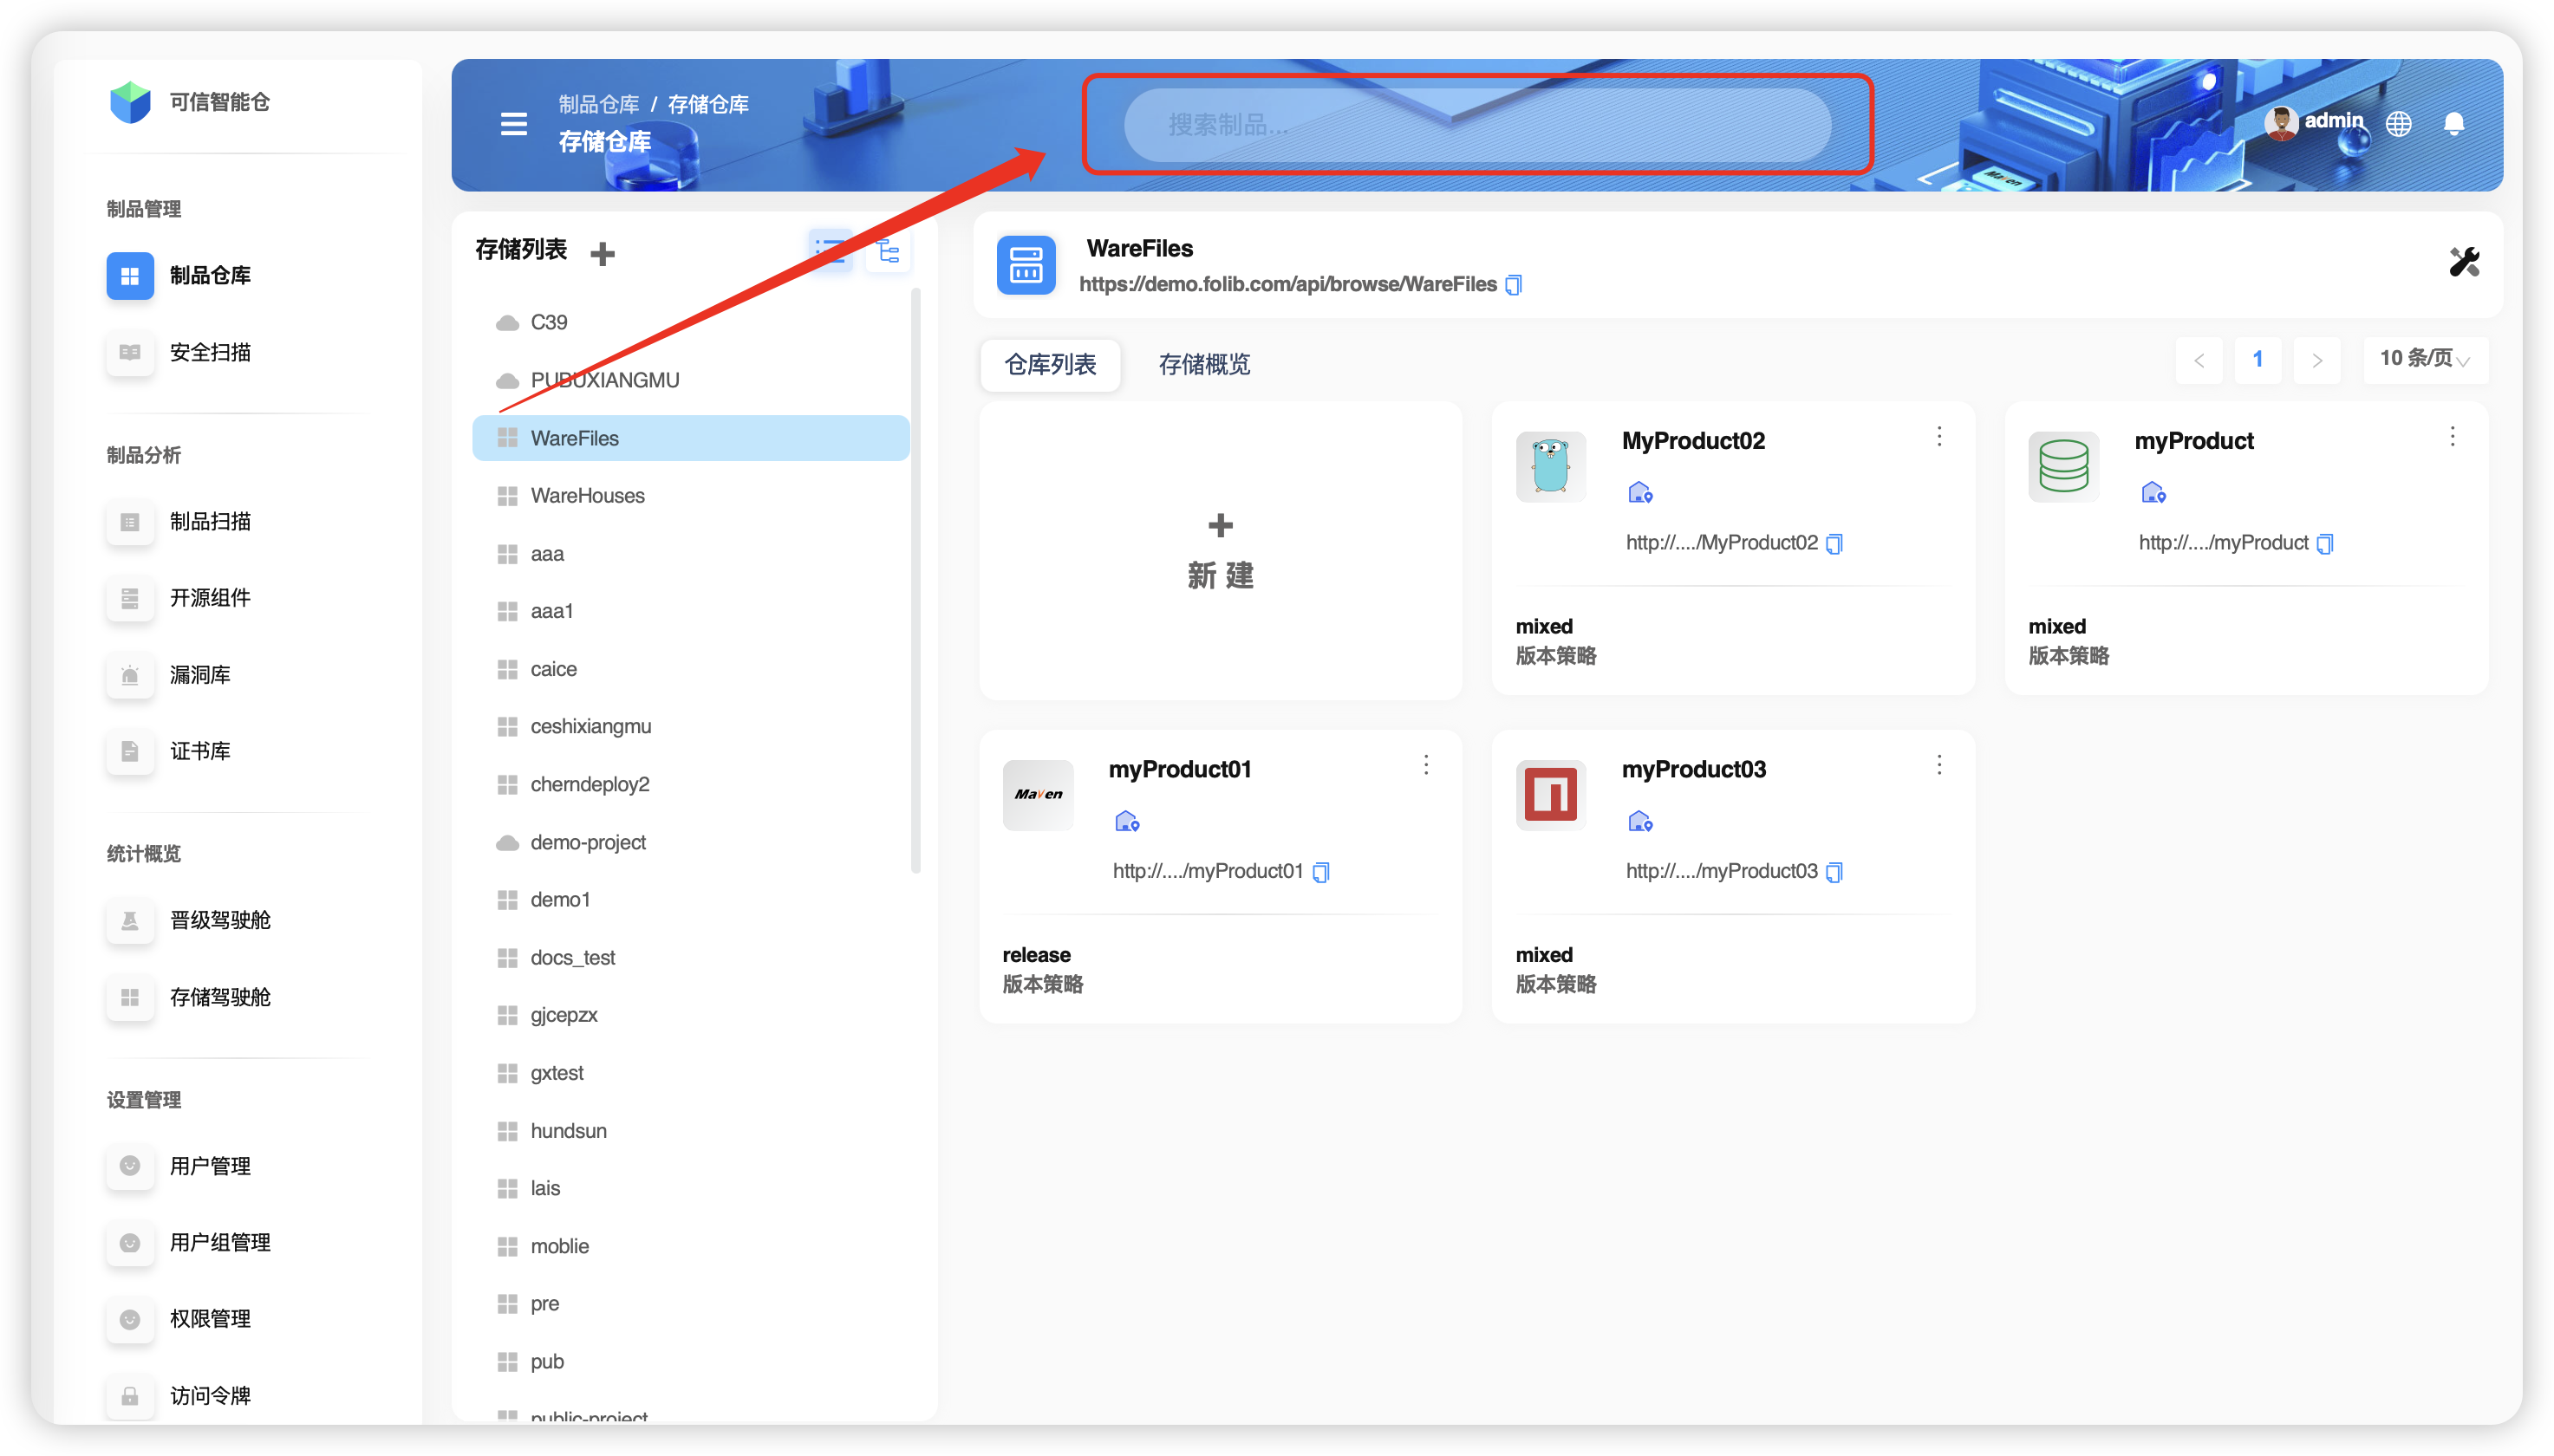 可信智能仓
制品管理
制品仓库
安全扫描
制品分析
制品扫描
开源组件
漏洞库
证书库
统计概览
晋级驾驶舱
存储驾驶舱
设置管理
用户管理
用户组管理
权限管理
访问令牌
制品仓库 / 存储仓库
存储仓库
搜索制品...
Maven
admin
存储列表
C39
PUBUXIANGMU
WareFiles
WareHouses
aaa
aaa1
caice
ceshixiangmu
cherndeploy2
demo-project
demo1
docs_test
gjcepzx
gxtest
hundsun
lais
moblie
pre
pub
public-project
WareFiles
https://demo.folib.com/api/browse/WareFiles
仓库列表
存储概览
1
10 条/页
新 建
MyProduct02
http://..../MyProduct02
mixed
版本策略
myProduct
http://..../myProduct
mixed
版本策略
Maven
myProduct01
http://..../myProduct01
release
版本策略
myProduct03
http://..../myProduct03
mixed
版本策略